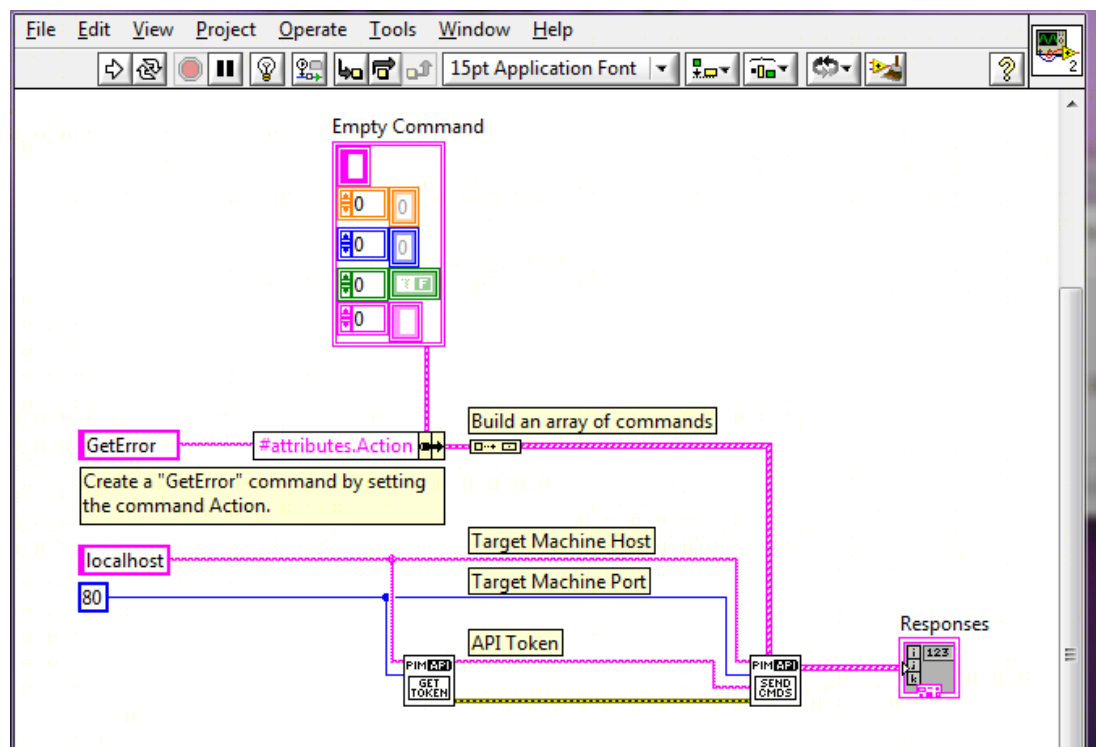 File Edit View Project Operate Tools Window Help
15pt Application Font
2
Empty Command
0 0
0 0
0 F
0
Build an array of commands
GetError
#attributes.Action
Create a "GetError" command by setting
the command Action.
Target Machine Host
localhost
Target Machine Port
80
Responses
API Token
i 123
j
k
PIM API
GET
TOKEN
PIM API
SEND
CMDS